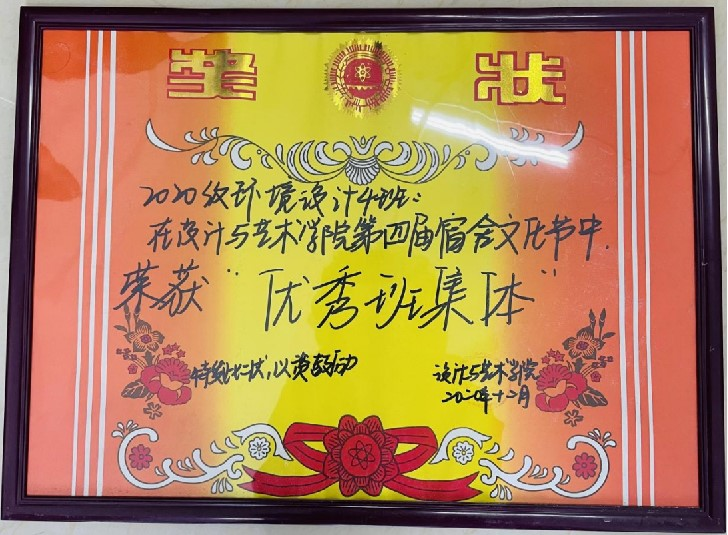 奖状
2020级环境设计4班：
在设计与艺术学院第四届宿舍文化节中，
荣获“优秀班集体”
特发此状，以资鼓励
设计与艺术学院
2020年十二月